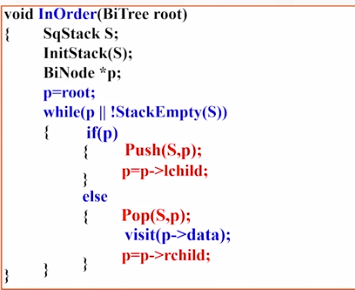 void InOrder(BiTree root)
{ SqStack S;
InitStack(S);
BiNode *p;
p=root;
while(p || !StackEmpty(S))
{ if(p)
{ Push(S,p);
p=p->lchild;
}
else
{ Pop(S,p);
visit(p->data);
p=p->rchild;
}
}
}